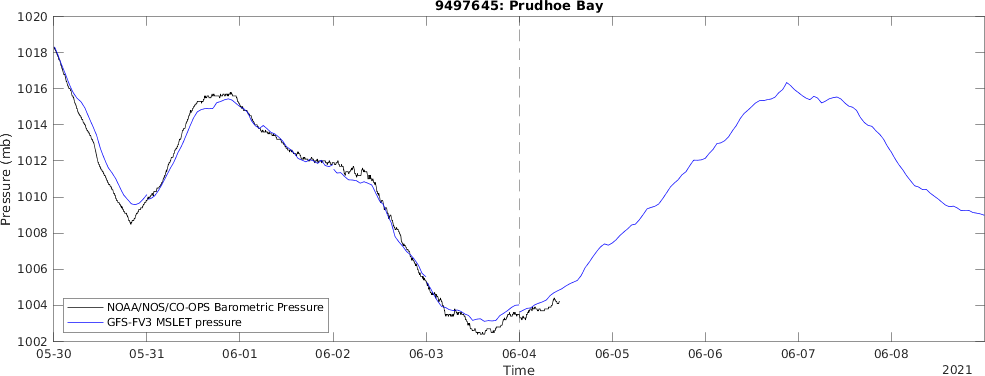 9497645: Prudhoe Bay
1020
1018
1016
1014
1012
1010
1008
1006
1004
1002
Pressure (mb)
NOAA/NOS/CO-OPS Barometric Pressure
GFS-FV3 MSLET pressure
05-30 05-31 06-01 06-02 06-03 06-04 06-05 06-06 06-07 06-08
Time
2021